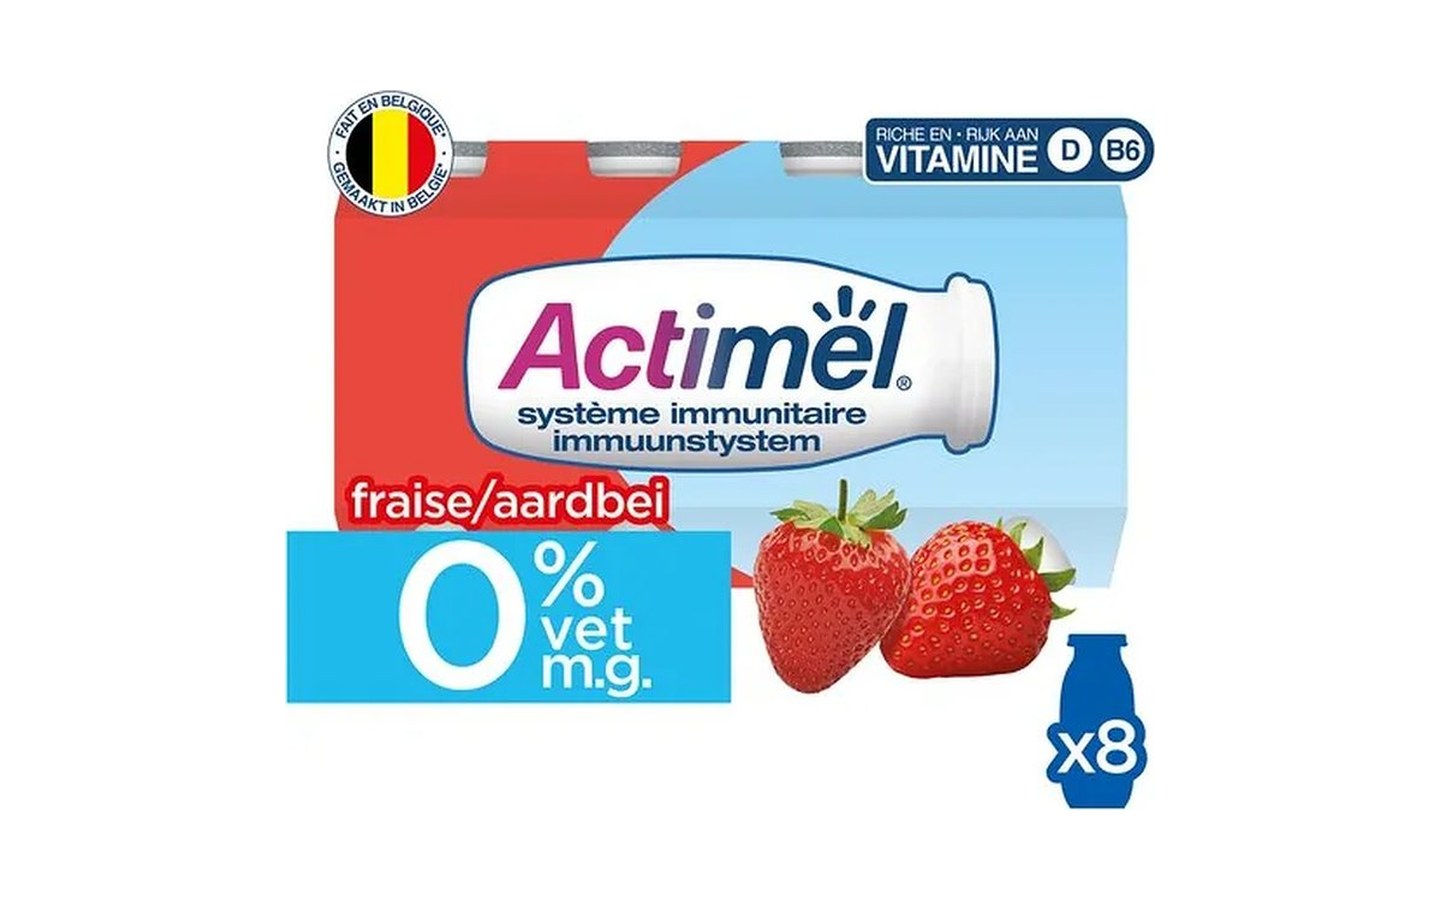 FAIT EN BELGIQUE*
GEMAAKT IN BELGIË*
RICHE EN • RIJK AAN
VITAMINE D B6
Actimel®
système immunitaire
immuunstystem
fraise/aardbei
0%
vet
m.g.
x8